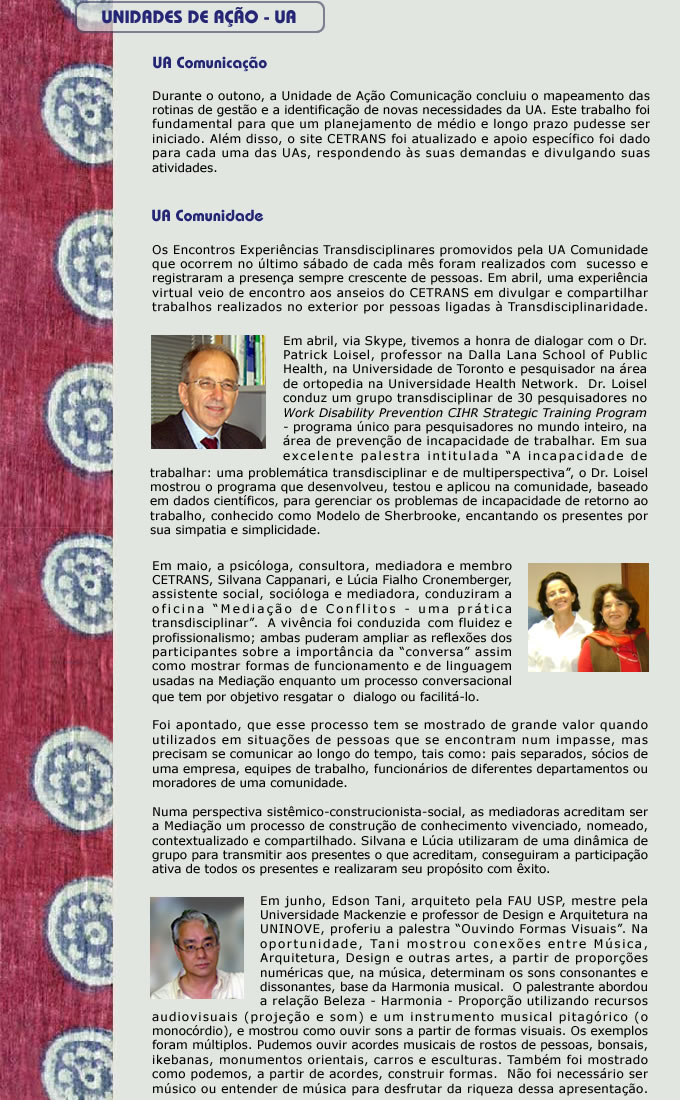 UNIDADES DE AÇÃO - UA
UA Comunicação
Durante o outono, a Unidade de Ação Comunicação concluiu o mapeamento das
rotinas de gestão e a identificação de novas necessidades da UA. Este trabalho foi
fundamental para que um planejamento de médio e longo prazo pudesse ser
iniciado. Além disso, o site CETRANS foi atualizado e apoio específico foi dado
para cada uma das UAs, respondendo às suas demandas e divulgando suas
atividades.
UA Comunidade
Os Encontros Experiências Transdisciplinares promovidos pela UA Comunidade
que ocorrem no último sábado de cada mês foram realizados com sucesso e
registraram a presença sempre crescente de pessoas. Em abril, uma experiência
virtual veio de encontro aos anseios do CETRANS em divulgar e compartilhar
trabalhos realizados no exterior por pessoas ligadas à Transdisciplinaridade.
Em abril, via Skype, tivemos a honra de dialogar com o Dr.
Patrick Loisel, professor na Dalla Lana School of Public
Health, na Universidade de Toronto e pesquisador na área
de ortopedia na Universidade Health Network. Dr. Loisel
conduz um grupo transdisciplinar de 30 pesquisadores no
Work Disability Prevention CIHR Strategic Training Program
- programa único para pesquisadores no mundo inteiro, na
área de prevenção de incapacidade de trabalhar. Em sua
excelente palestra intitulada “A incapacidade de
trabalhar: uma problemática transdisciplinar e de multiperspectiva”, o Dr. Loisel
mostrou o programa que desenvolveu, testou e aplicou na comunidade, baseado
em dados científicos, para gerenciar os problemas de incapacidade de retorno ao
trabalho, conhecido como Modelo de Sherbrooke, encantando os presentes por
sua simpatia e simplicidade.
Em maio, a psicóloga, consultora, mediadora e membro
CETRANS, Silvana Cappanari, e Lúcia Fialho Cronemberger,
assistente social, socióloga e mediadora, conduziram a
oficina “Mediação de Conflitos - uma prática
transdisciplinar”. A vivência foi conduzida com fluidez e
profissionalismo; ambas puderam ampliar as reflexões dos
participantes sobre a importância da “conversa” assim
como mostrar formas de funcionamento e de linguagem
usadas na Mediação enquanto um processo conversacional
que tem por objetivo resgatar o dialogo ou facilitá-lo.
Foi apontado, que esse processo tem se mostrado de grande valor quando
utilizados em situações de pessoas que se encontram num impasse, mas
precisam se comunicar ao longo do tempo, tais como: pais separados, sócios de
uma empresa, equipes de trabalho, funcionários de diferentes departamentos ou
moradores de uma comunidade.
Numa perspectiva sistêmico-construcionista-social, as mediadoras acreditam ser
a Mediação um processo de construção de conhecimento vivenciado, nomeado,
contextualizado e compartilhado. Silvana e Lúcia utilizaram de uma dinâmica de
grupo para transmitir aos presentes o que acreditam, conseguiram a participação
ativa de todos os presentes e realizaram seu propósito com êxito.
Em junho, Edson Tani, arquiteto pela FAU USP, mestre pela
Universidade Mackenzie e professor de Design e Arquitetura na
UNINOVE, proferiu a palestra “Ouvindo Formas Visuais”. Na
oportunidade, Tani mostrou conexões entre Música,
Arquitetura, Design e outras artes, a partir de proporções
numéricas que, na música, determinam os sons consonantes e
dissonantes, base da Harmonia musical. O palestrante abordou
a relação Beleza - Harmonia - Proporção utilizando recursos
audiovisuais (projeção e som) e um instrumento musical pitagórico (o
monocórdio), e mostrou como ouvir sons a partir de formas visuais. Os exemplos
foram múltiplos. Pudemos ouvir acordes musicais de rostos de pessoas, bonsais,
ikebanas, monumentos orientais, carros e esculturas. Também foi mostrado
como podemos, a partir de acordes, construir formas. Não foi necessário ser
músico ou entender de música para desfrutar da riqueza dessa apresentação.